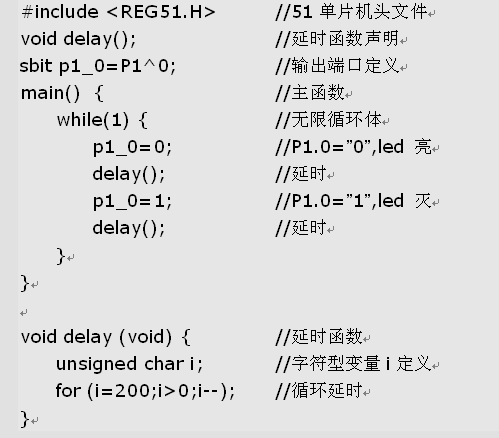 #include <REG51.H> //51 单片机头文件
void delay(); //延时函数声明
sbit p1_0=P1^0; //输出端口定义
main() { //主函数
while(1) { //无限循环体
p1_0=0; //P1.0=”0”,led 亮
delay(); //延时
p1_0=1; //P1.0=”1”,led 灭
delay(); //延时
}
}
void delay (void) { //延时函数
unsigned char i; //字符型变量 i 定义
for (i=200;i>0;i--); //循环延时
}